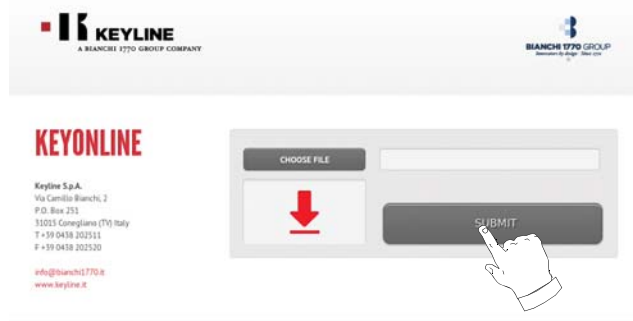 KEYLINE
A BIANCHI 1770 GROUP COMPANY
BIANCHI 1770 GROUP
KEYONLINE
Keyline S.p.A.
Via Camillo Bianchi, 2
P.O. Box 251
31015 Conegliano (TV) Italy
T +39 0438 202511
F +39 0438 202520
info@bianchi1770.it
www.keyline.it
CHOOSE FILE
SUBMIT